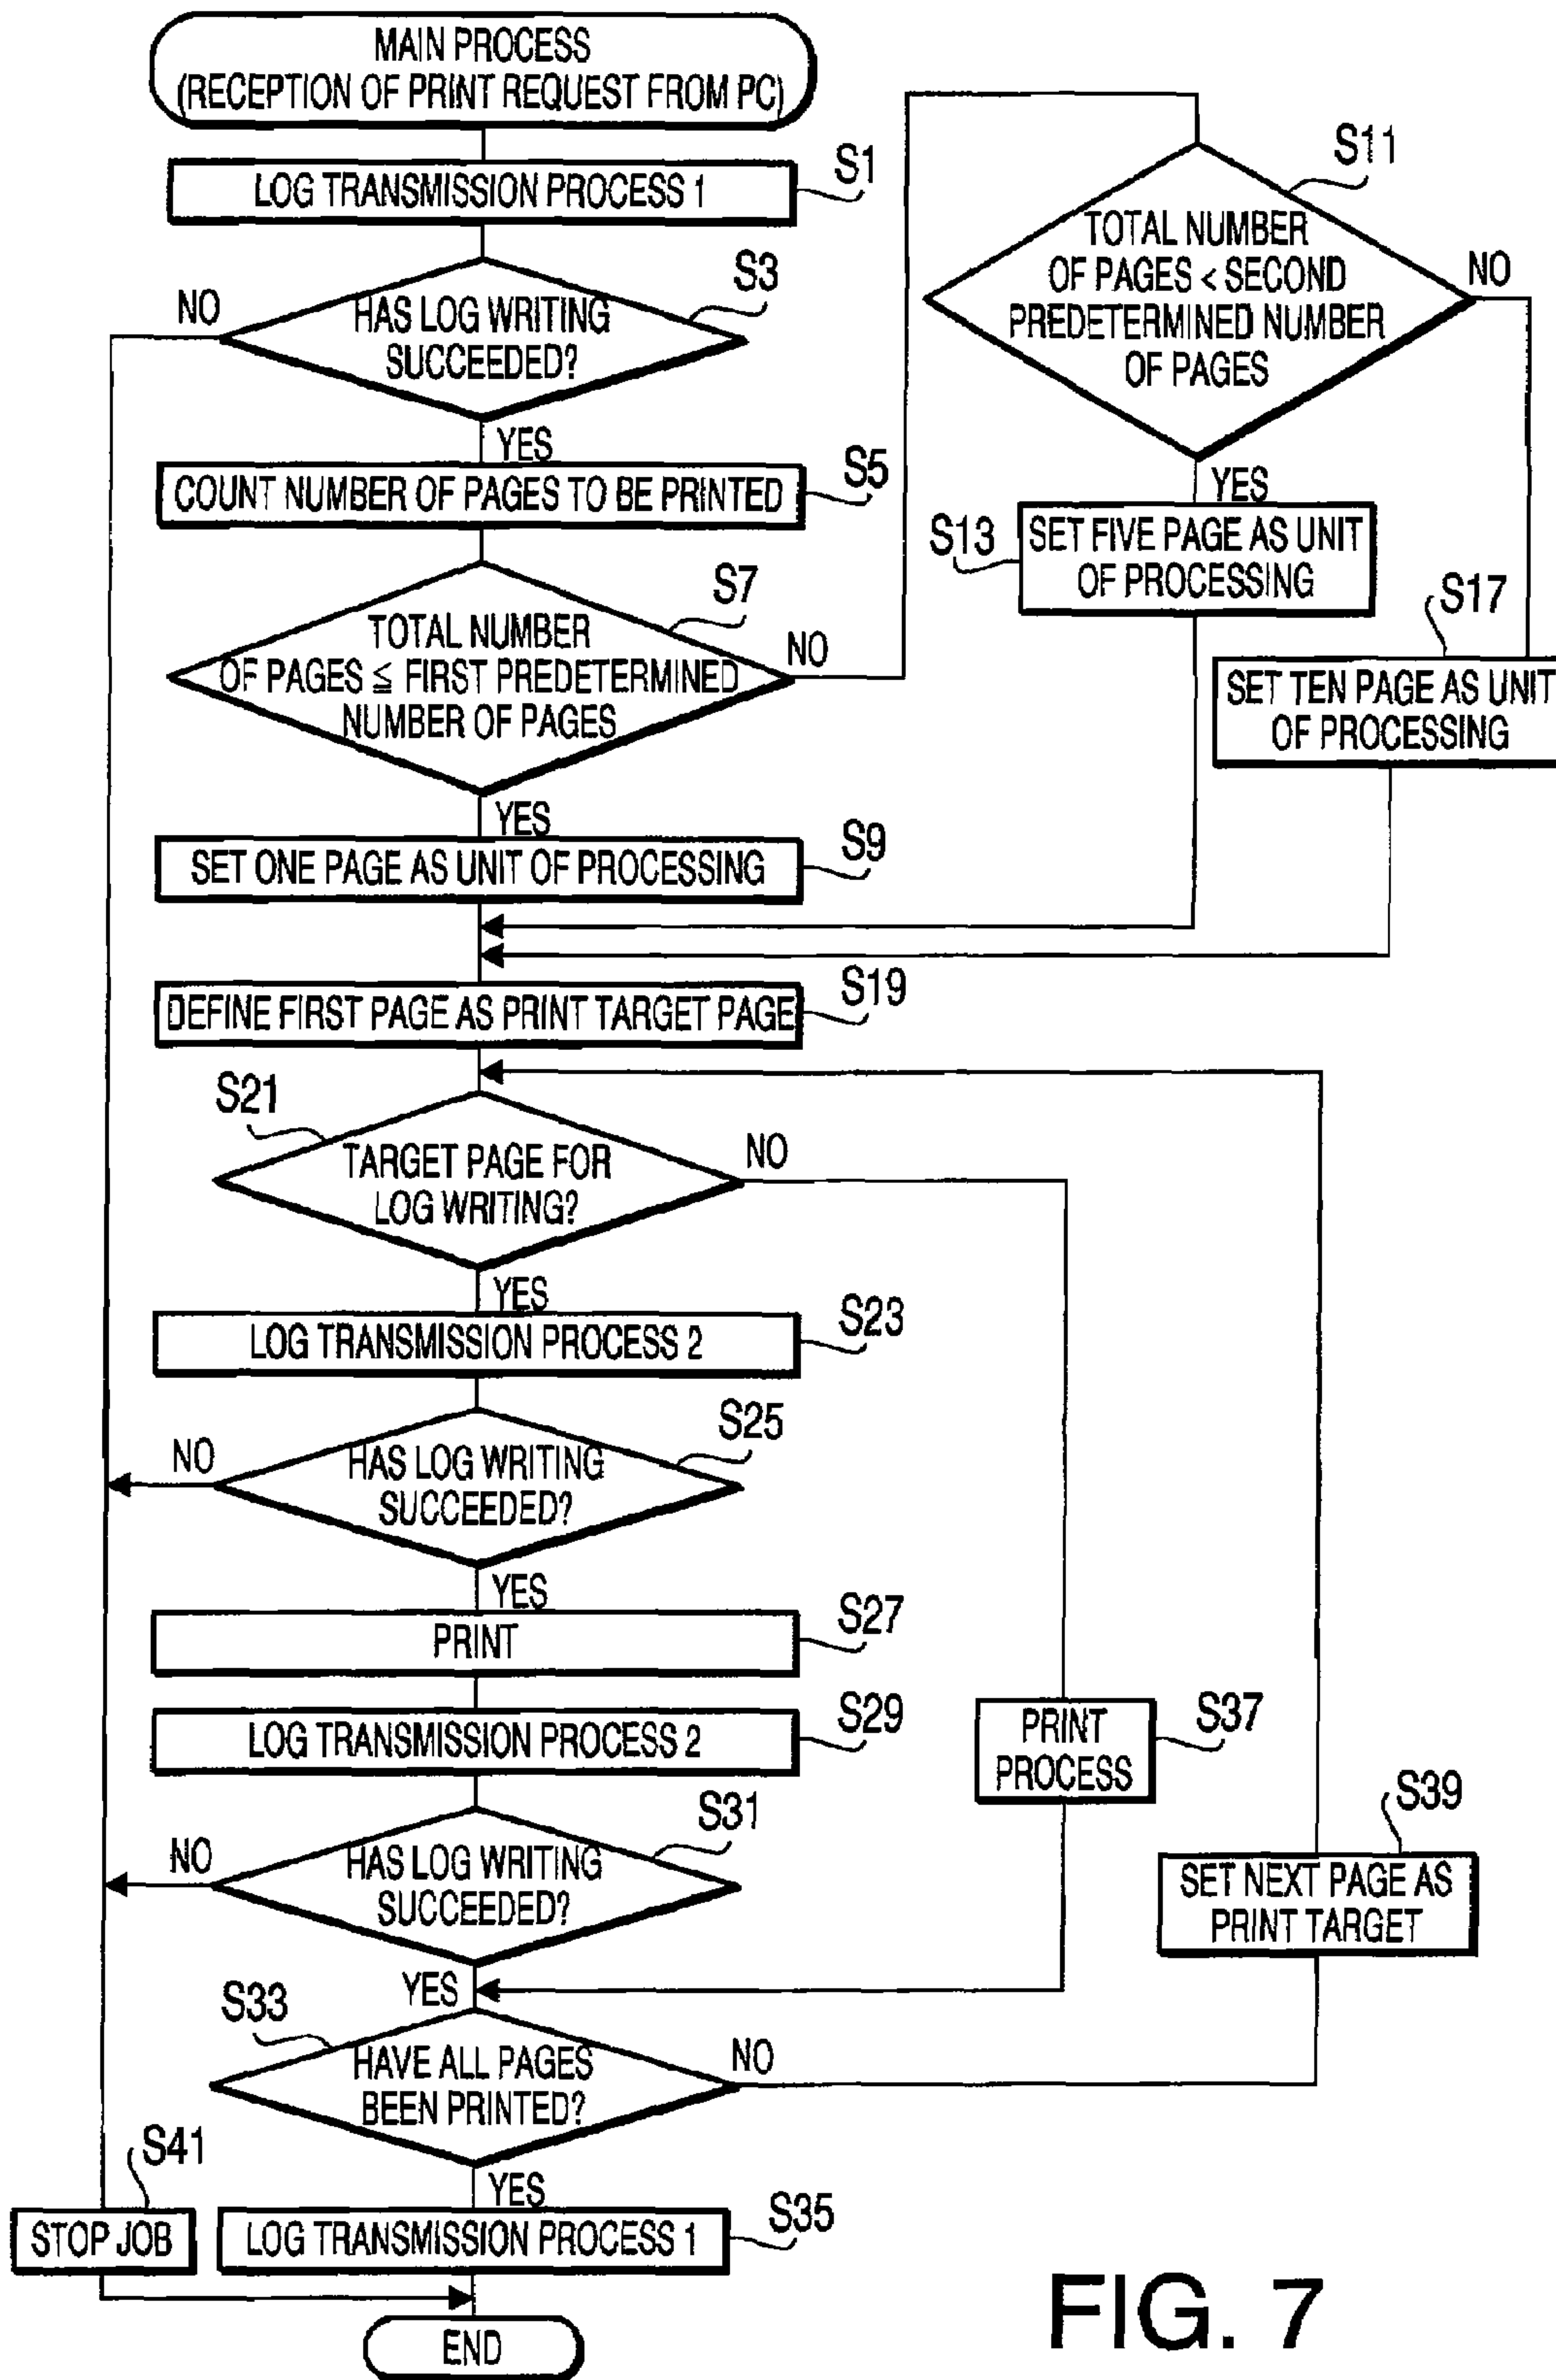 MAIN PROCESS
(RECEPTION OF PRINT REQUEST FROM PC)
LOG TRANSMISSION PROCESS 1
S1
HAS LOG WRITING
SUCCEEDED?
S3
NO
YES
COUNT NUMBER OF PAGES TO BE PRINTED
S5
TOTAL NUMBER
OF PAGES ≦ FIRST PREDETERMINED
NUMBER OF PAGES
S7
NO
YES
SET ONE PAGE AS UNIT OF PROCESSING
S9
TOTAL NUMBER
OF PAGES < SECOND
PREDETERMINED NUMBER
OF PAGES
S11
NO
YES
S13
SET FIVE PAGE AS UNIT
OF PROCESSING
S17
SET TEN PAGE AS UNIT
OF PROCESSING
DEFINE FIRST PAGE AS PRINT TARGET PAGE
S19
S21
TARGET PAGE FOR
LOG WRITING?
NO
YES
LOG TRANSMISSION PROCESS 2
S23
HAS LOG WRITING
SUCCEEDED?
S25
NO
YES
PRINT
S27
LOG TRANSMISSION PROCESS 2
S29
PRINT
PROCESS
S37
HAS LOG WRITING
SUCCEEDED?
S31
NO
YES
SET NEXT PAGE AS
PRINT TARGET
S39
S33
HAVE ALL PAGES
BEEN PRINTED?
NO
YES
S41
STOP JOB
LOG TRANSMISSION PROCESS 1
S35
END
FIG. 7